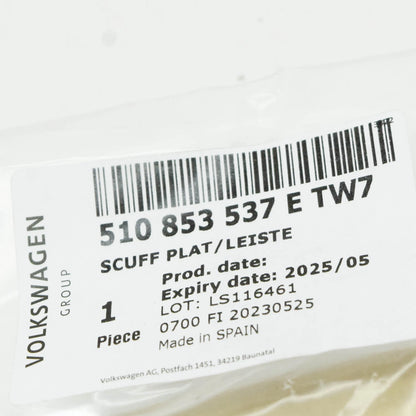 VOLKSWAGEN
GROUP
510 853 537 E TW7
SCUFF PLAT/LEISTE
1
Piece
Prod. date:
Expiry date: 2025/05
LOT: LS116461
0700 FI 20230525
Made in SPAIN
Volkswagen AG, Postfach 1451, 34219 Baunatal